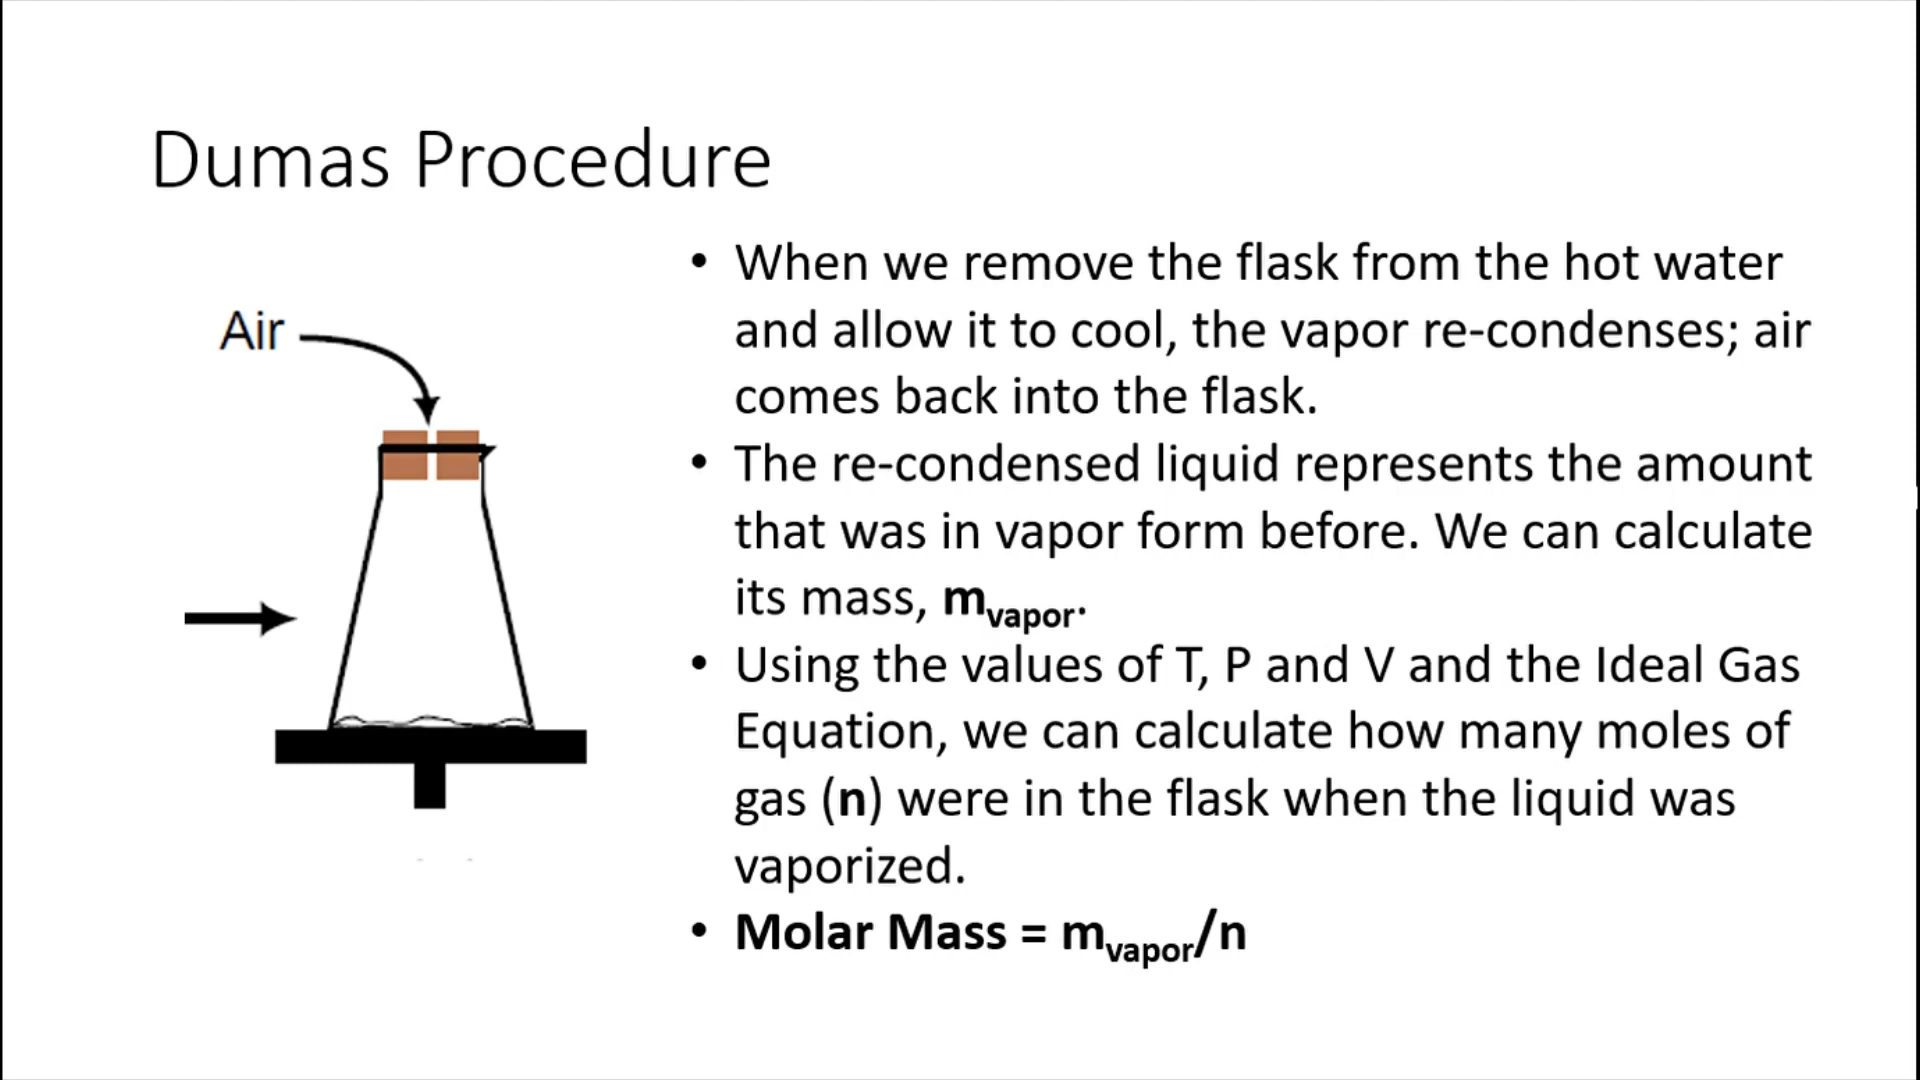 Dumas Procedure
Air
• When we remove the flask from the hot water
and allow it to cool, the vapor re-condenses; air
comes back into the flask.
• The re-condensed liquid represents the amount
that was in vapor form before. We can calculate
its mass, mvapor.
• Using the values of T, P and V and the Ideal Gas
Equation, we can calculate how many moles of
gas (n) were in the flask when the liquid was
vaporized.
• Molar Mass = mvapor/n